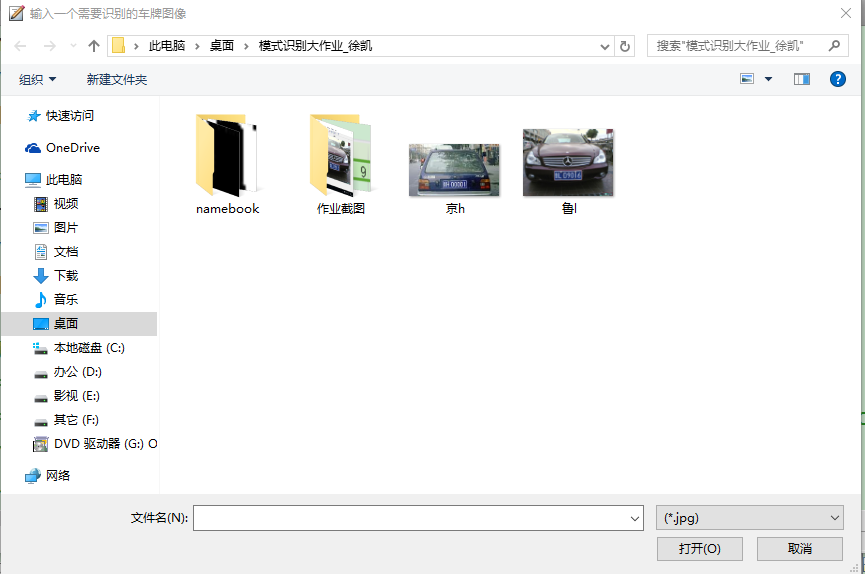 输入一个需要识别的车牌图像
此电脑 › 桌面 › 模式识别大作业_徐凯
搜索"模式识别大作业_徐凯"
组织 新建文件夹
快速访问
OneDrive
此电脑
视频
图片
文档
下载
音乐
桌面
本地磁盘 (C:)
办公 (D:)
影视 (E:)
其它 (F:)
DVD 驱动器 (G:) O
网络
9
namebook
作业截图
京h
鲁l
文件名(N):
(*.jpg)
打开(O)
取消